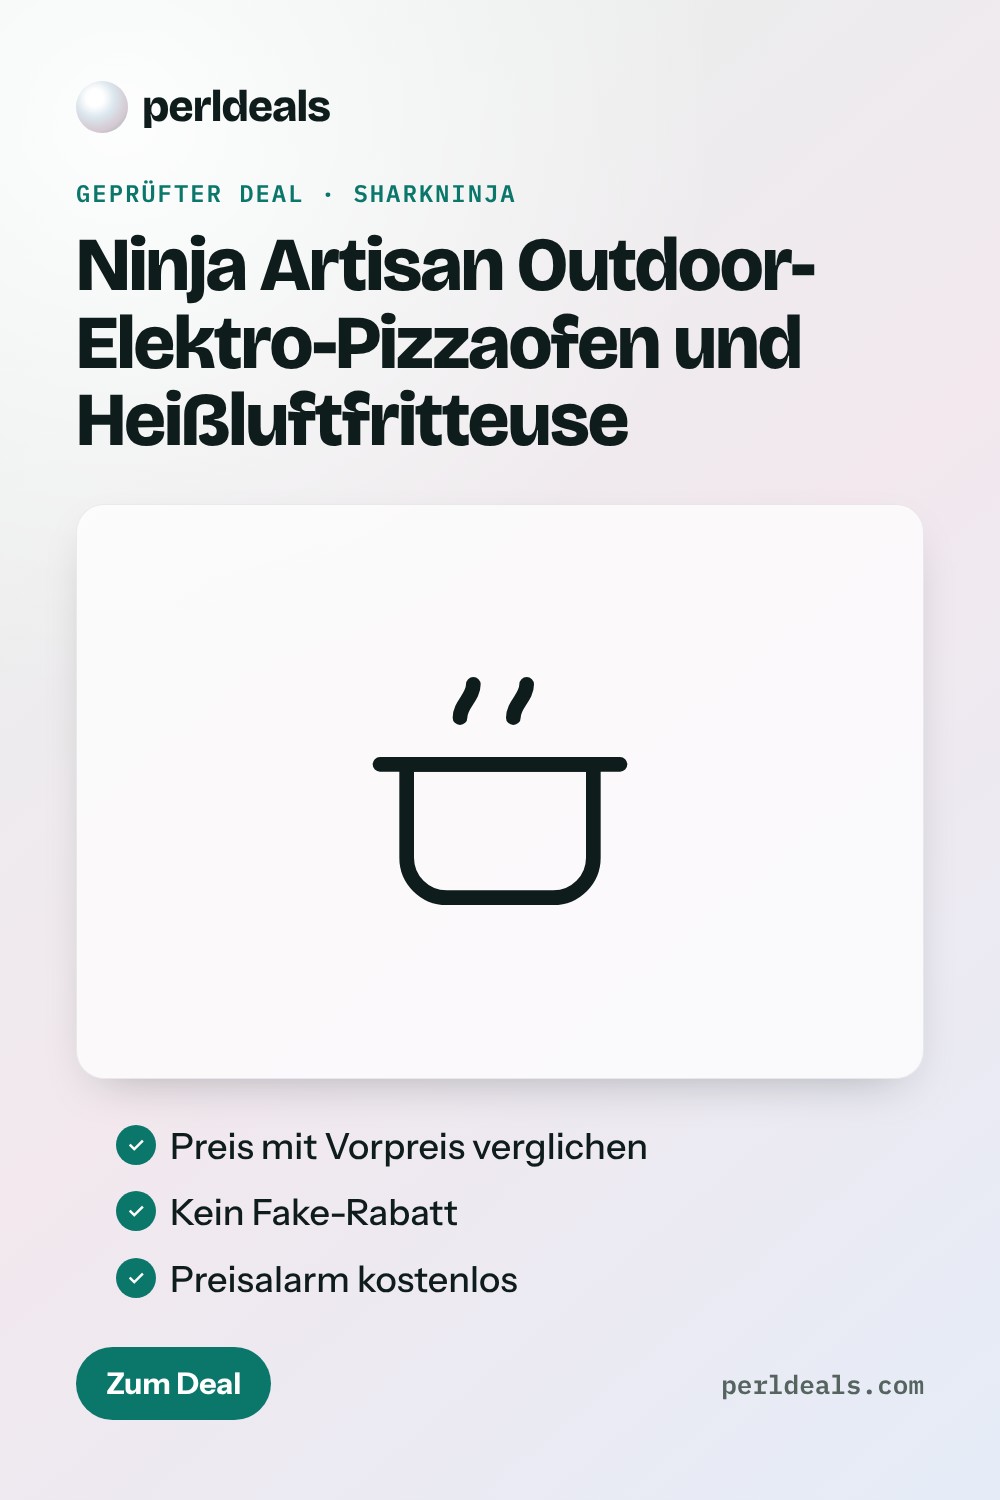 perldeals
GEPRÜFTER DEAL · SHARKNINJA
Ninja Artisan Outdoor-
Elektro-Pizzaofen und
Heißluftfritteuse
Preis mit Vorpreis verglichen
Kein Fake-Rabatt
Preisalarm kostenlos
Zum Deal
perldeals.com